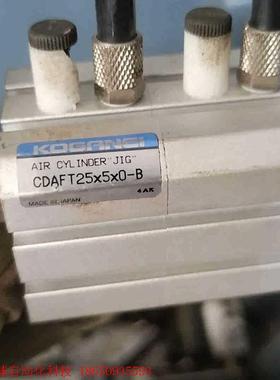 KOGANEI
AIR CYLINDER "JIG"
CDAFT25x5x0-B
4AK
MADE IN JAPAN